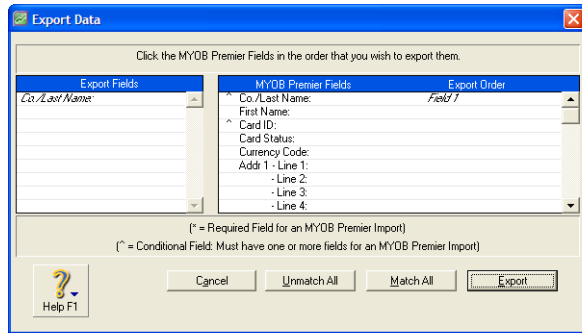 Export Data
Click the MYOB Premier Fields in the order that you wish to export them.
Export Fields
Co./Last Name:
MYOB Premier Fields Export Order
^ Co./Last Name: Field 1
First Name:
^ Card ID:
Card Status:
Currency Code:
Addr 1 - Line 1:
- Line 2:
- Line 3:
- Line 4:
(* = Required Field for an MYOB Premier Import)
(^ = Conditional Field: Must have one or more fields for an MYOB Premier Import)
Help F1
Cancel Unmatch All Match All Export